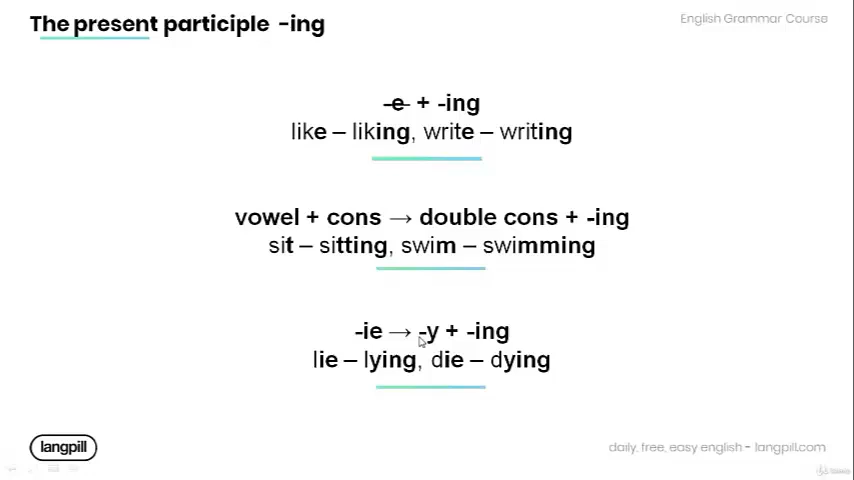 The present participle -ing
English Grammar Course
-e- + -ing
like – liking, write – writing
vowel + cons → double cons + -ing
sit – sitting, swim – swimming
-ie → -y + -ing
lie – lying, die – dying
langpill
daily, free, easy english - langpill.com